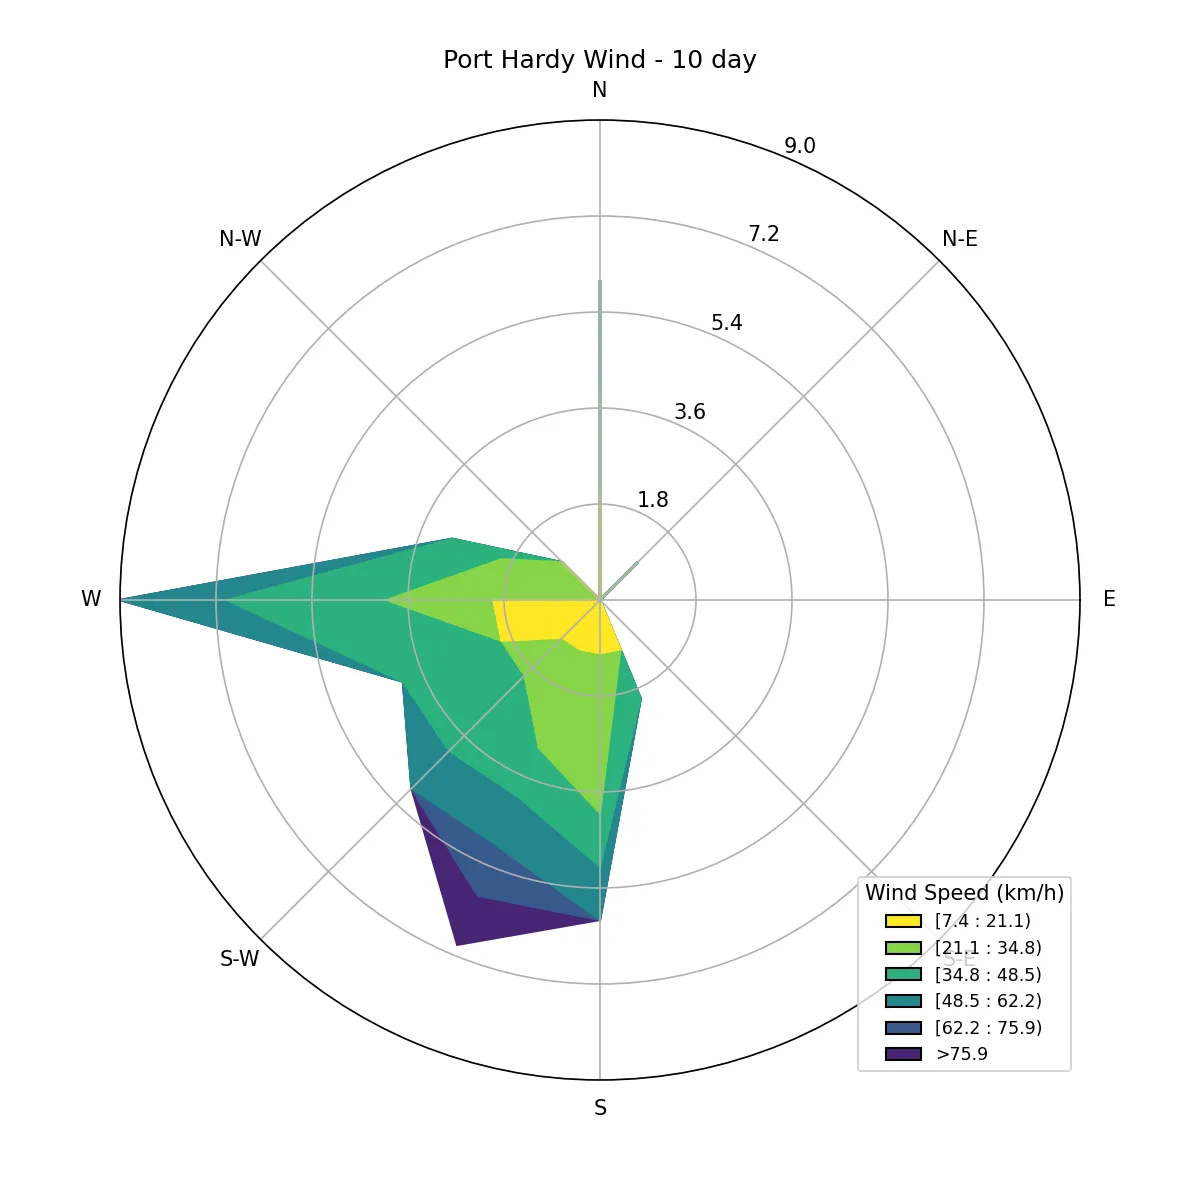 Port Hardy Wind - 10 day
N
9.0
N-W
7.2
N-E
5.4
3.6
1.8
W
E
Wind Speed (km/h)
[7.4 : 21.1)
[21.1 : 34.8)
S-W
S-E
[34.8 : 48.5)
[48.5 : 62.2)
[62.2 : 75.9)
>75.9
S